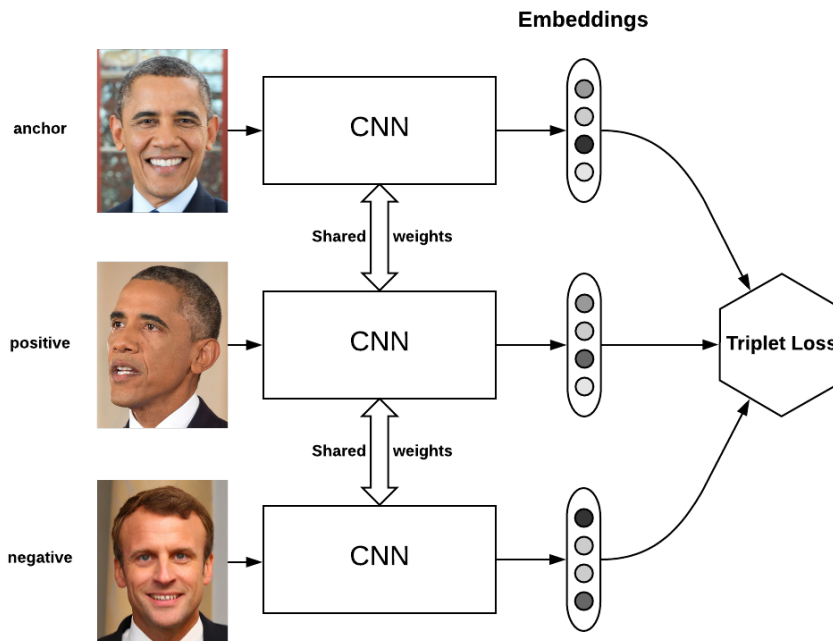 Embeddings
anchor
CNN
Shared weights
positive
CNN
Triplet Loss
Shared weights
negative
CNN